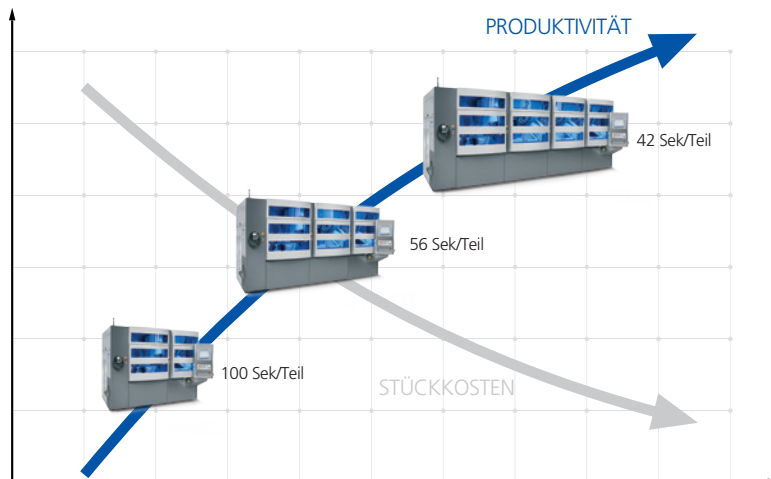 PRODUKTIVITÄT
42 Sek/Teil
56 Sek/Teil
100 Sek/Teil
STÜCKKOSTEN